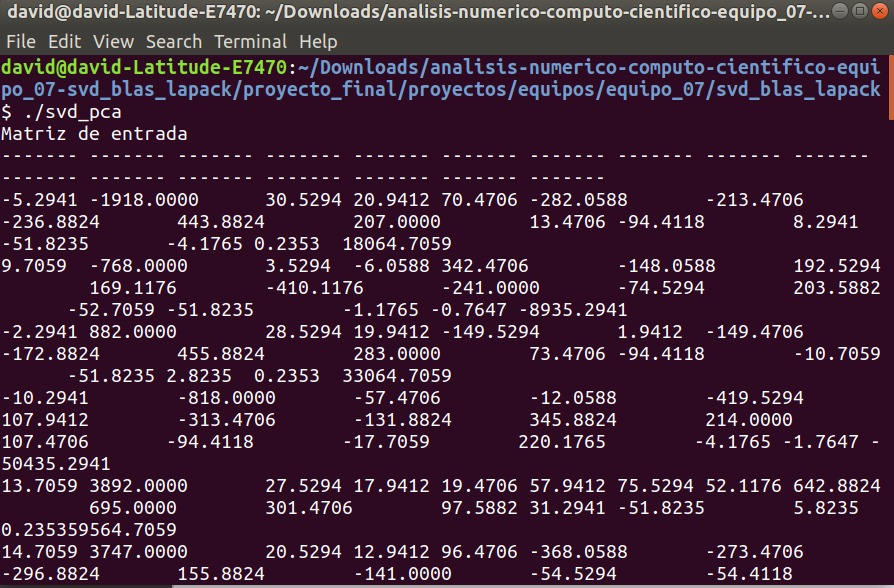 david@david-Latitude-E7470: ~/Downloads/analisis-numerico-computo-cientifico-equipo_07-...
File Edit View Search Terminal Help
david@david-Latitude-E7470:~/Downloads/analisis-numerico-computo-cientifico-equi
po_07-svd_blas_lapack/proyecto_final/proyectos/equipos/equipo_07/svd_blas_lapack
$ ./svd_pca
Matriz de entrada
------- ------- ------- ------- ------- ------- ------- ------- ------- -------
------- ------- ------- ------- ------- ------- -------
-5.2941 -1918.0000 30.5294 20.9412 70.4706 -282.0588 -213.4706
-236.8824 443.8824 207.0000 13.4706 -94.4118 8.2941
-51.8235 -4.1765 0.2353 18064.7059
9.7059 -768.0000 3.5294 -6.0588 342.4706 -148.0588 192.5294
169.1176 -410.1176 -241.0000 -74.5294 203.5882
-52.7059 -51.8235 -1.1765 -0.7647 -8935.2941
-2.2941 882.0000 28.5294 19.9412 -149.5294 1.9412 -149.4706
-172.8824 455.8824 283.0000 73.4706 -94.4118 -10.7059
-51.8235 2.8235 0.2353 33064.7059
-10.2941 -818.0000 -57.4706 -12.0588 -419.5294
107.9412 -313.4706 -131.8824 345.8824 214.0000
107.4706 -94.4118 -17.7059 220.1765 -4.1765 -1.7647 -
50435.2941
13.7059 3892.0000 27.5294 17.9412 19.4706 57.9412 75.5294 52.1176 642.8824
695.0000 301.4706 97.5882 31.2941 -51.8235 5.8235
0.235359564.7059
14.7059 3747.0000 20.5294 12.9412 96.4706 -368.0588 -273.4706
-296.8824 155.8824 -141.0000 -54.5294 -54.4118